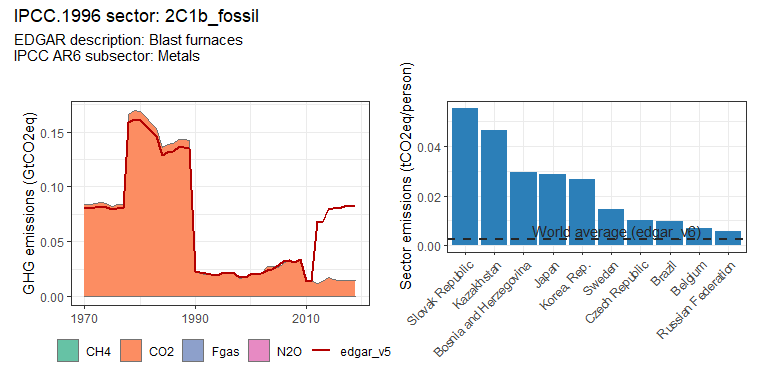 IPCC.1996 sector: 2C1b_fossil
EDGAR description: Blast furnaces
IPCC AR6 subsector: Metals
GHG emissions (GtCO2eq)
0.15
0.10
0.05
0.00
1970
1990
2010
CH4
CO2
Fgas
N2O
edgar_v5
Sector emissions (tCO2eq/person)
0.04
0.02
0.00
World average (edgar_v6)
Slovak Republic
Kazakhstan
Bosnia and Herzegovina
Japan
Korea, Rep.
Sweden
Czech Republic
Brazil
Belgium
Russian Federation